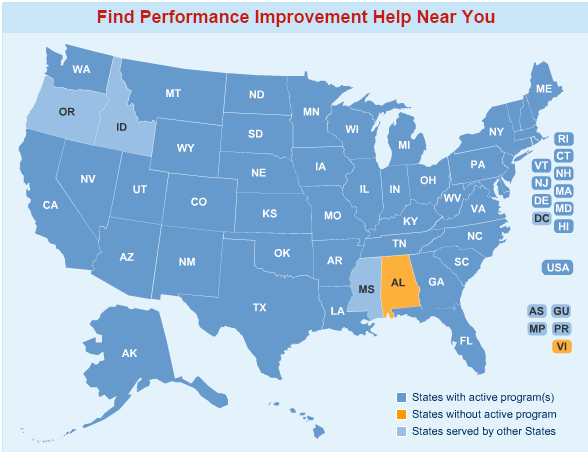 Find Performance Improvement Help Near You
WA
MT
ND
MN
ME
OR
ID
WI
NY
RI
SD
MI
CT
WY
VT
NH
IA
PA
NE
NJ
MA
NV
UT
IL
IN
OH
DE
MD
CO
WV
VA
DC
HI
CA
KS
MO
KY
NC
TN
OK
AZ
NM
AR
SC
USA
MS
AL
GA
TX
LA
AS
GU
MP
PR
FL
VI
AK
States with active program(s)
States without active program
States served by other States